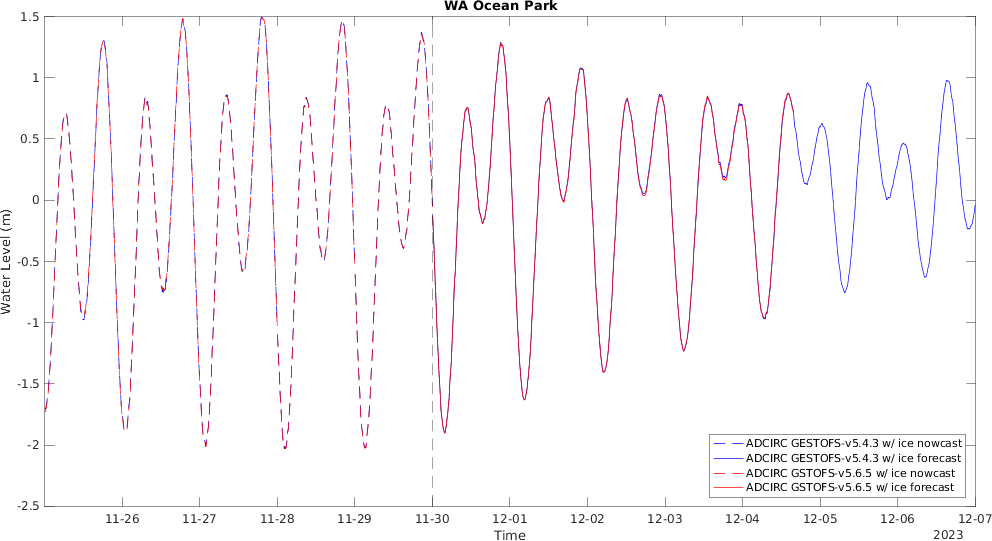 WA Ocean Park
Water Level (m)
1.5
1
0.5
0
-0.5
-1
-1.5
-2
-2.5
ADCIRC GESTOFS-v5.4.3 w/ ice nowcast
ADCIRC GESTOFS-v5.4.3 w/ ice forecast
ADCIRC GSTOFS-v5.6.5 w/ ice nowcast
ADCIRC GSTOFS-v5.6.5 w/ ice forecast
11-26 11-27 11-28 11-29 11-30 12-01 12-02 12-03 12-04 12-05 12-06 12-07
Time
2023